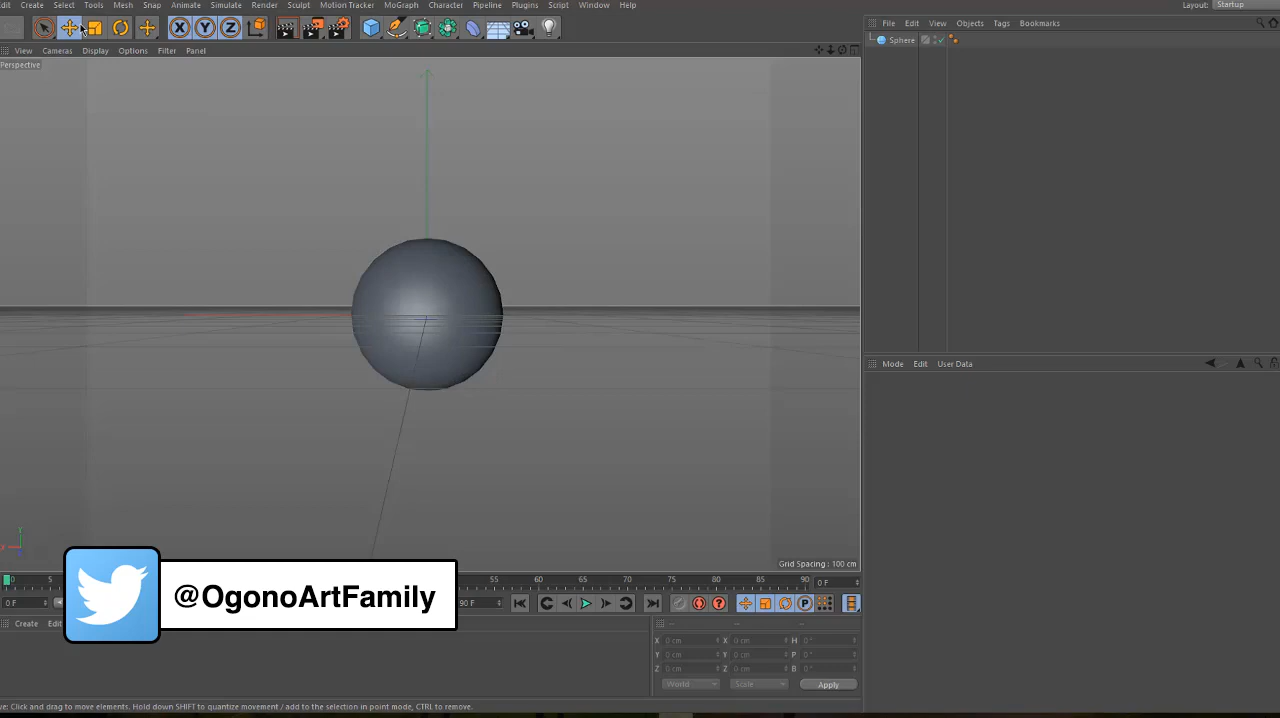 dit Create Select Tools Mesh Snap Animate Simulate Render Sculpt Motion Tracker MoGraph Character Pipeline Plugins Script Window Help
Layout: Startup
X Y Z
File Edit View Objects Tags Bookmarks
Sphere
View Cameras Display Options Filter Panel
Perspective
Y
Mode Edit User Data
Grid Spacing : 100 cm
0 5 55 60 65 70 75 80 85 90 0 F
0 F 90 F P
@OgonoArtFamily
Create Edi
-- -- --
X 0 cm X 0 cm H 0 °
Y 0 cm Y 0 cm P 0 °
Z 0 cm Z 0 cm B 0 °
World Scale Apply
ve: Click and drag to move elements. Hold down SHIFT to quantize movement / add to the selection in point mode, CTRL to remove.